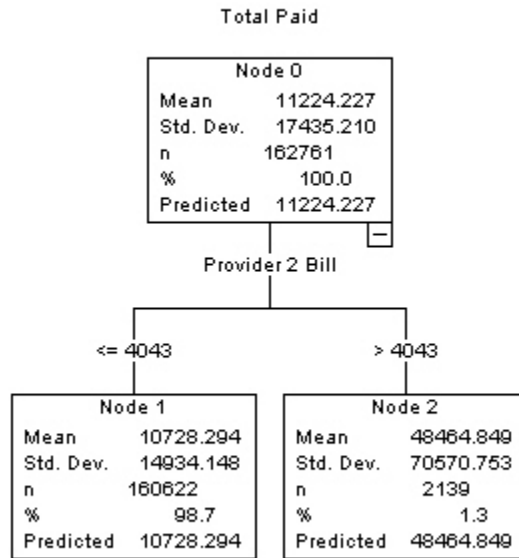 Total Paid
Node 0
Mean 11224.227
Std. Dev. 17435.210
n 162761
% 100.0
Predicted 11224.227
Provider 2 Bill
<= 4043
> 4043
Node 1
Mean 10728.294
Std. Dev. 14934.148
n 160622
% 98.7
Predicted 10728.294
Node 2
Mean 48464.849
Std. Dev. 70570.753
n 2139
% 1.3
Predicted 48464.849